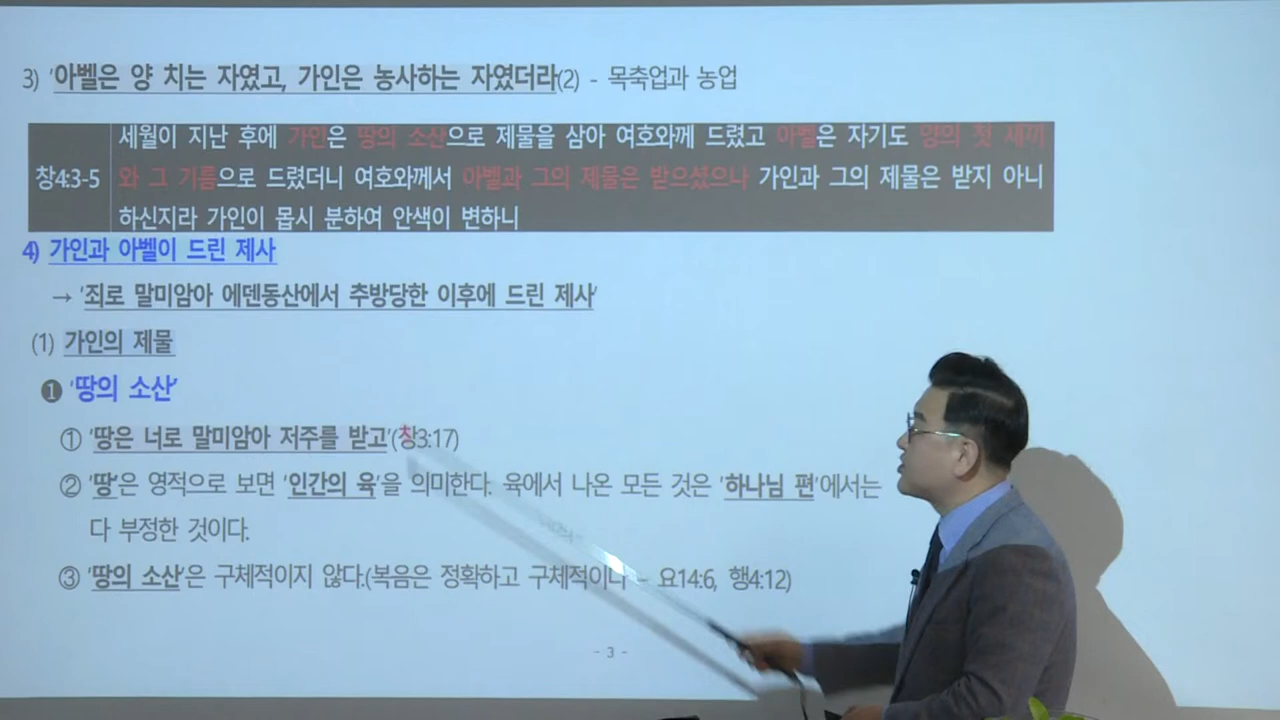 3) '아벨은 양 치는 자였고, 가인은 농사하는 자였더라(2) - 목축업과 농업
세월이 지난 후에 가인은 땅의 소산으로 제물을 삼아 여호와께 드렸고 아벨은 자기도 양의 첫 새끼
창4:3-5 와 그 기름으로 드렸더니 여호와께서 아벨과 그의 제물은 받으셨으나 가인과 그의 제물은 받지 아니
하신지라 가인이 몹시 분하여 안색이 변하니
4) 가인과 아벨이 드린 제사
→ '죄로 말미암아 에덴동산에서 추방당한 이후에 드린 제사'
(1) 가인의 제물
❶ '땅의 소산'
① '땅은 너로 말미암아 저주를 받고'(창3:17)
② '땅'은 영적으로 보면 '인간의 육'을 의미한다. 육에서 나온 모든 것은 '하나님 편'에서는
다 부정한 것이다.
③ '땅의 소산'은 구체적이지 않다.(복음은 정확하고 구체적이다 - 요14:6, 행4:12)
- 3 -